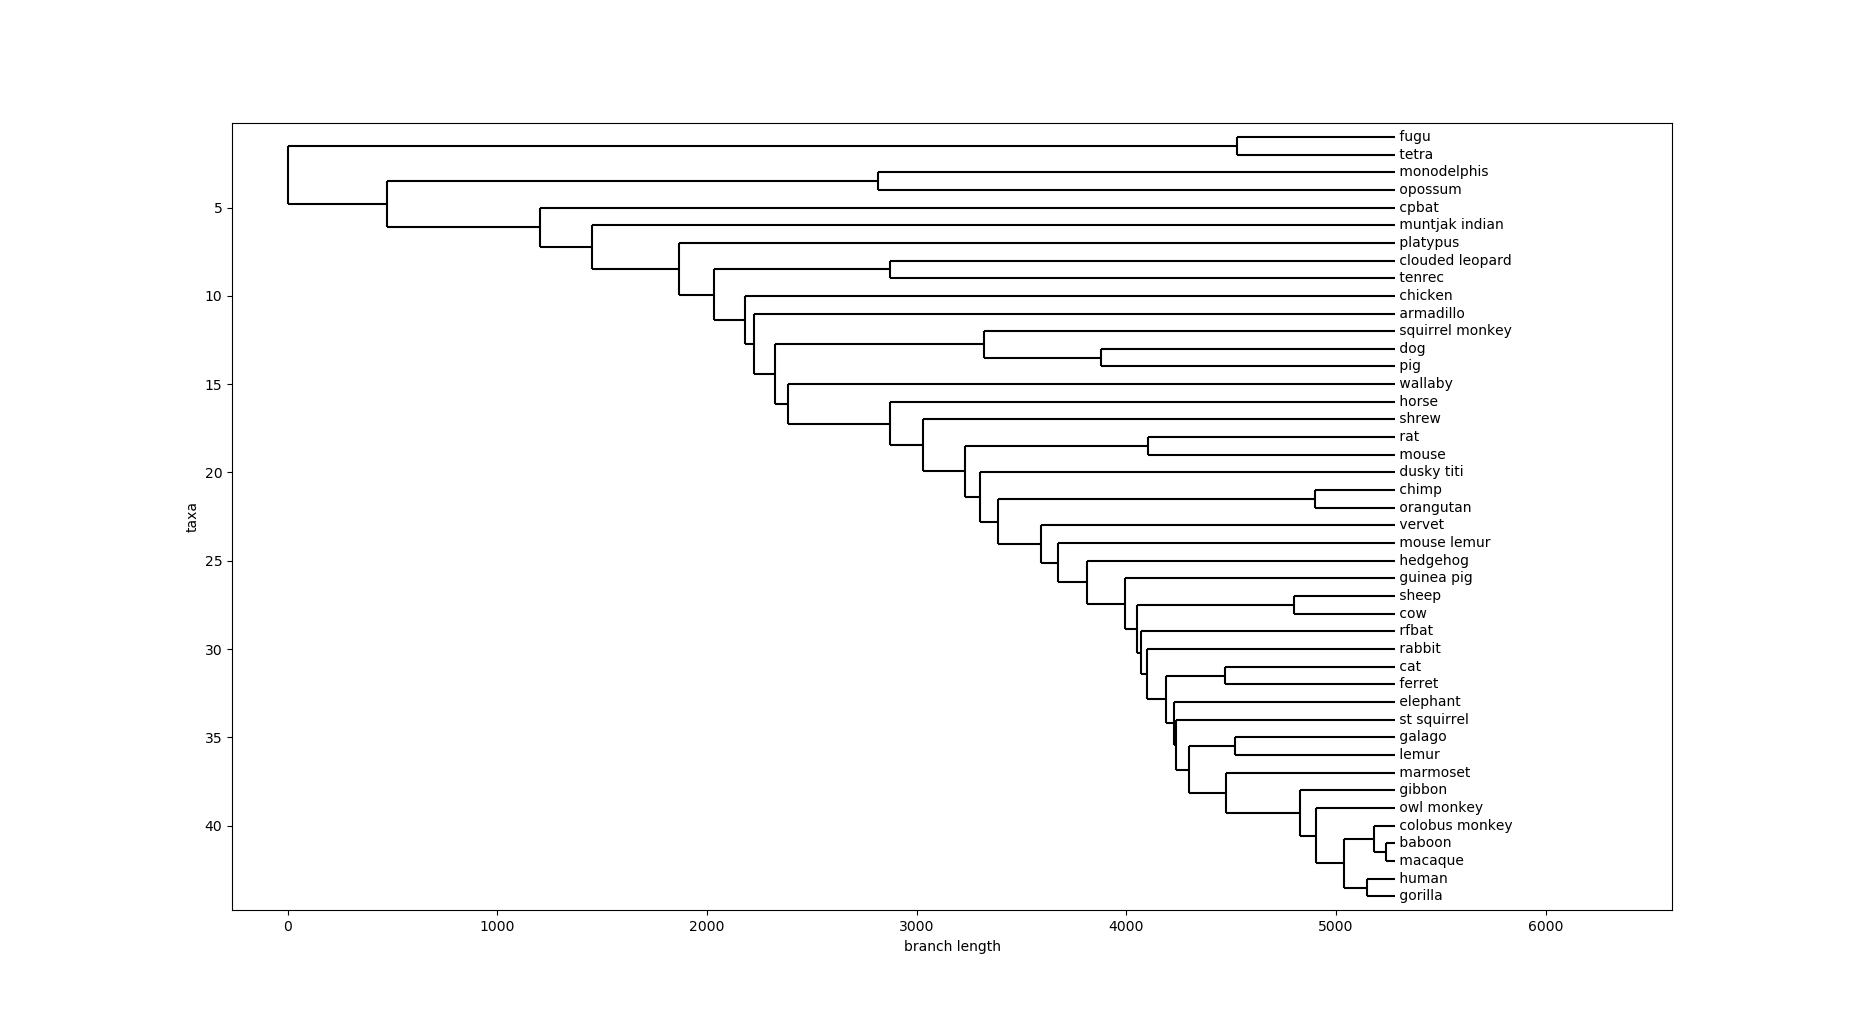 fugu
tetra
monodelphis
opossum
5
cpbat
muntjak indian
platypus
clouded leopard
tenrec
10
chicken
armadillo
squirrel monkey
dog
pig
15
wallaby
horse
shrew
rat
mouse
20
dusky titi
chimp
orangutan
taxa
vervet
mouse lemur
25
hedgehog
guinea pig
sheep
cow
rfbat
30
rabbit
cat
ferret
elephant
st squirrel
35
galago
lemur
marmoset
gibbon
owl monkey
40
colobus monkey
baboon
macaque
human
gorilla
0 1000 2000 3000 4000 5000 6000
branch length